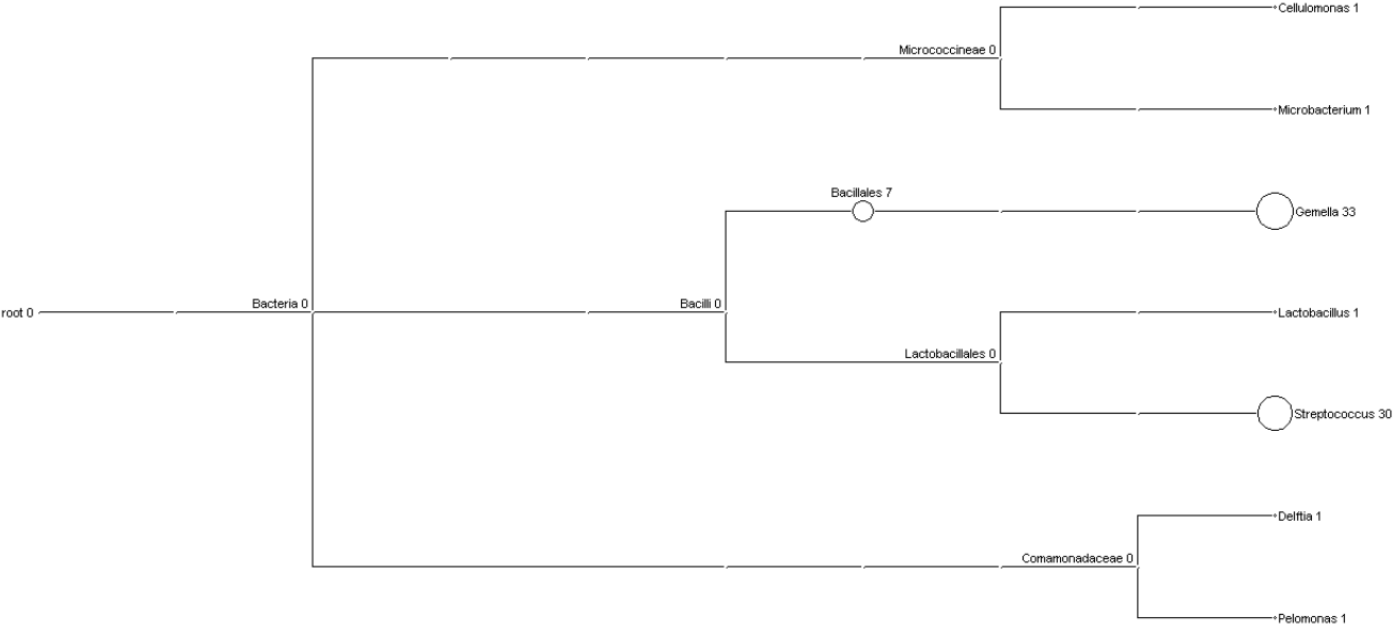 Cellulomonas 1
Micrococcineae 0
Microbacterium 1
Bacillales 7
Gemella 33
Bacteria 0
Bacilli 0
root 0
Lactobacillus 1
Lactobacillales 0
Streptococcus 30
Delftia 1
Comamonadaceae 0
Pelomonas 1